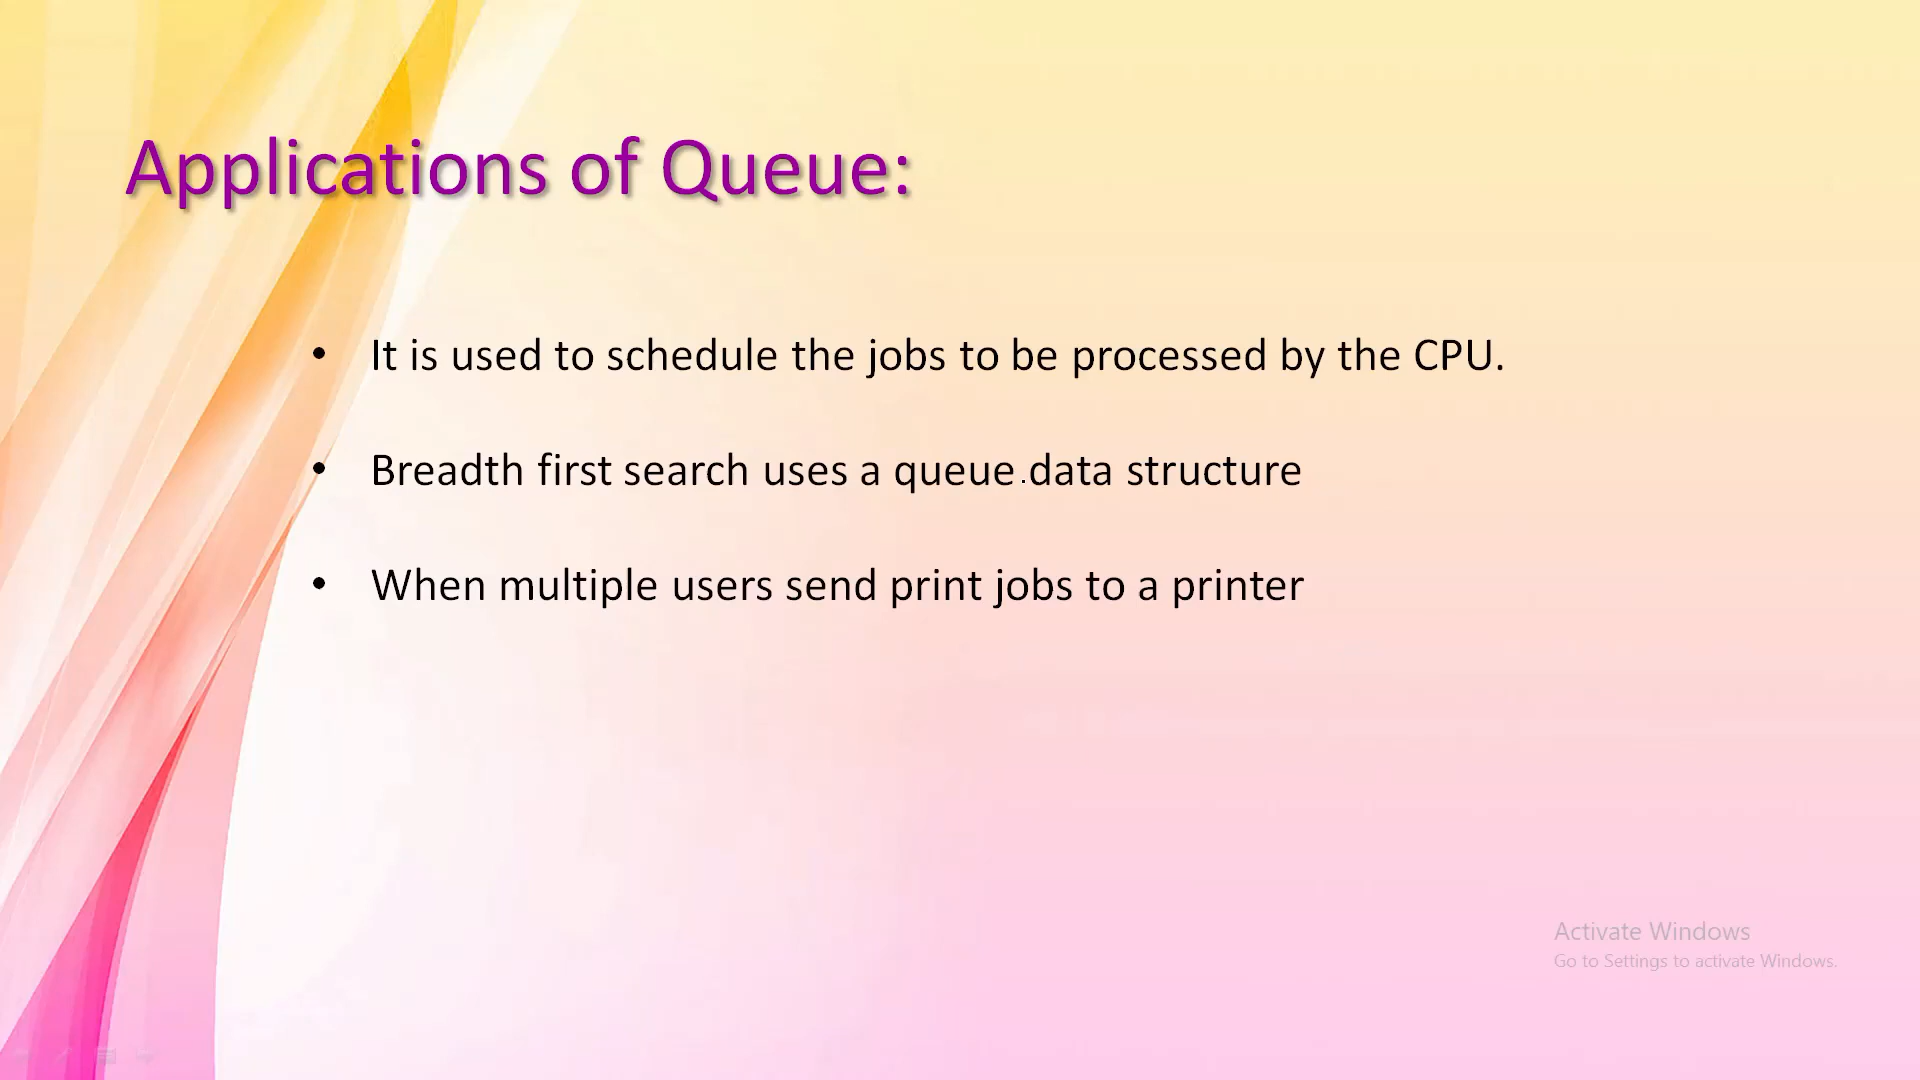 Applications of Queue:
• It is used to schedule the jobs to be processed by the CPU.
• Breadth first search uses a queue data structure
• When multiple users send print jobs to a printer
Activate Windows
Go to Settings to activate Windows.